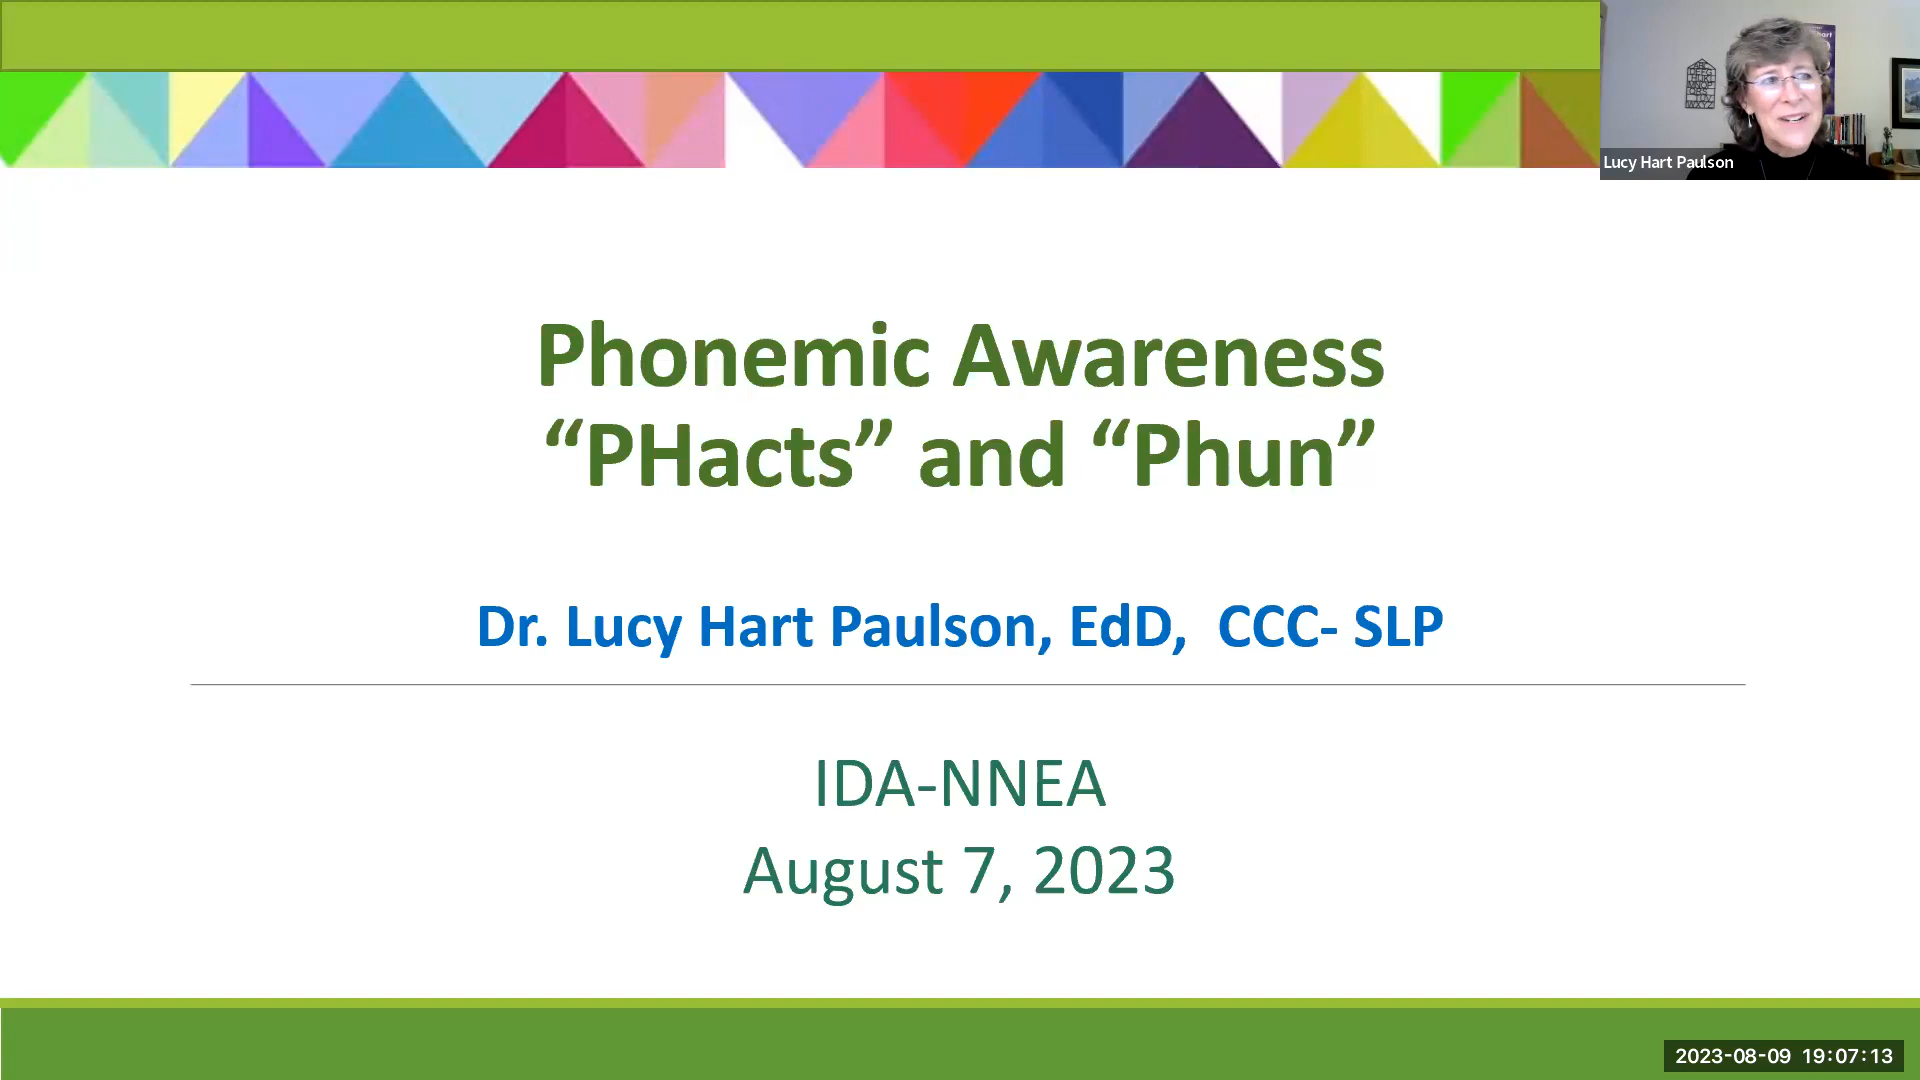 Lucy Hart Paulson
Phonemic Awareness
“PHacts” and “Phun”
Dr. Lucy Hart Paulson, EdD, CCC- SLP
IDA-NNEA
August 7, 2023
2023-08-09 19:07:13